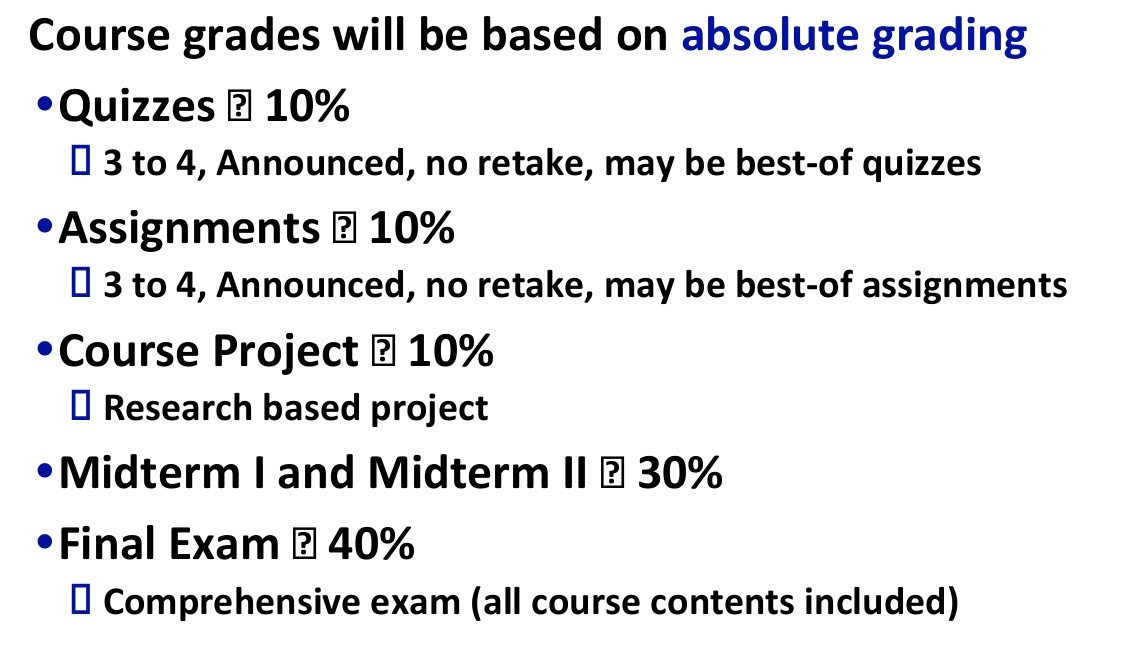 Course grades will be based on absolute grading
•Quizzes ⍰ 10%
▯ 3 to 4, Announced, no retake, may be best-of quizzes
•Assignments ⍰ 10%
▯ 3 to 4, Announced, no retake, may be best-of assignments
•Course Project ⍰ 10%
▯ Research based project
•Midterm I and Midterm II ⍰ 30%
•Final Exam ⍰ 40%
▯ Comprehensive exam (all course contents included)